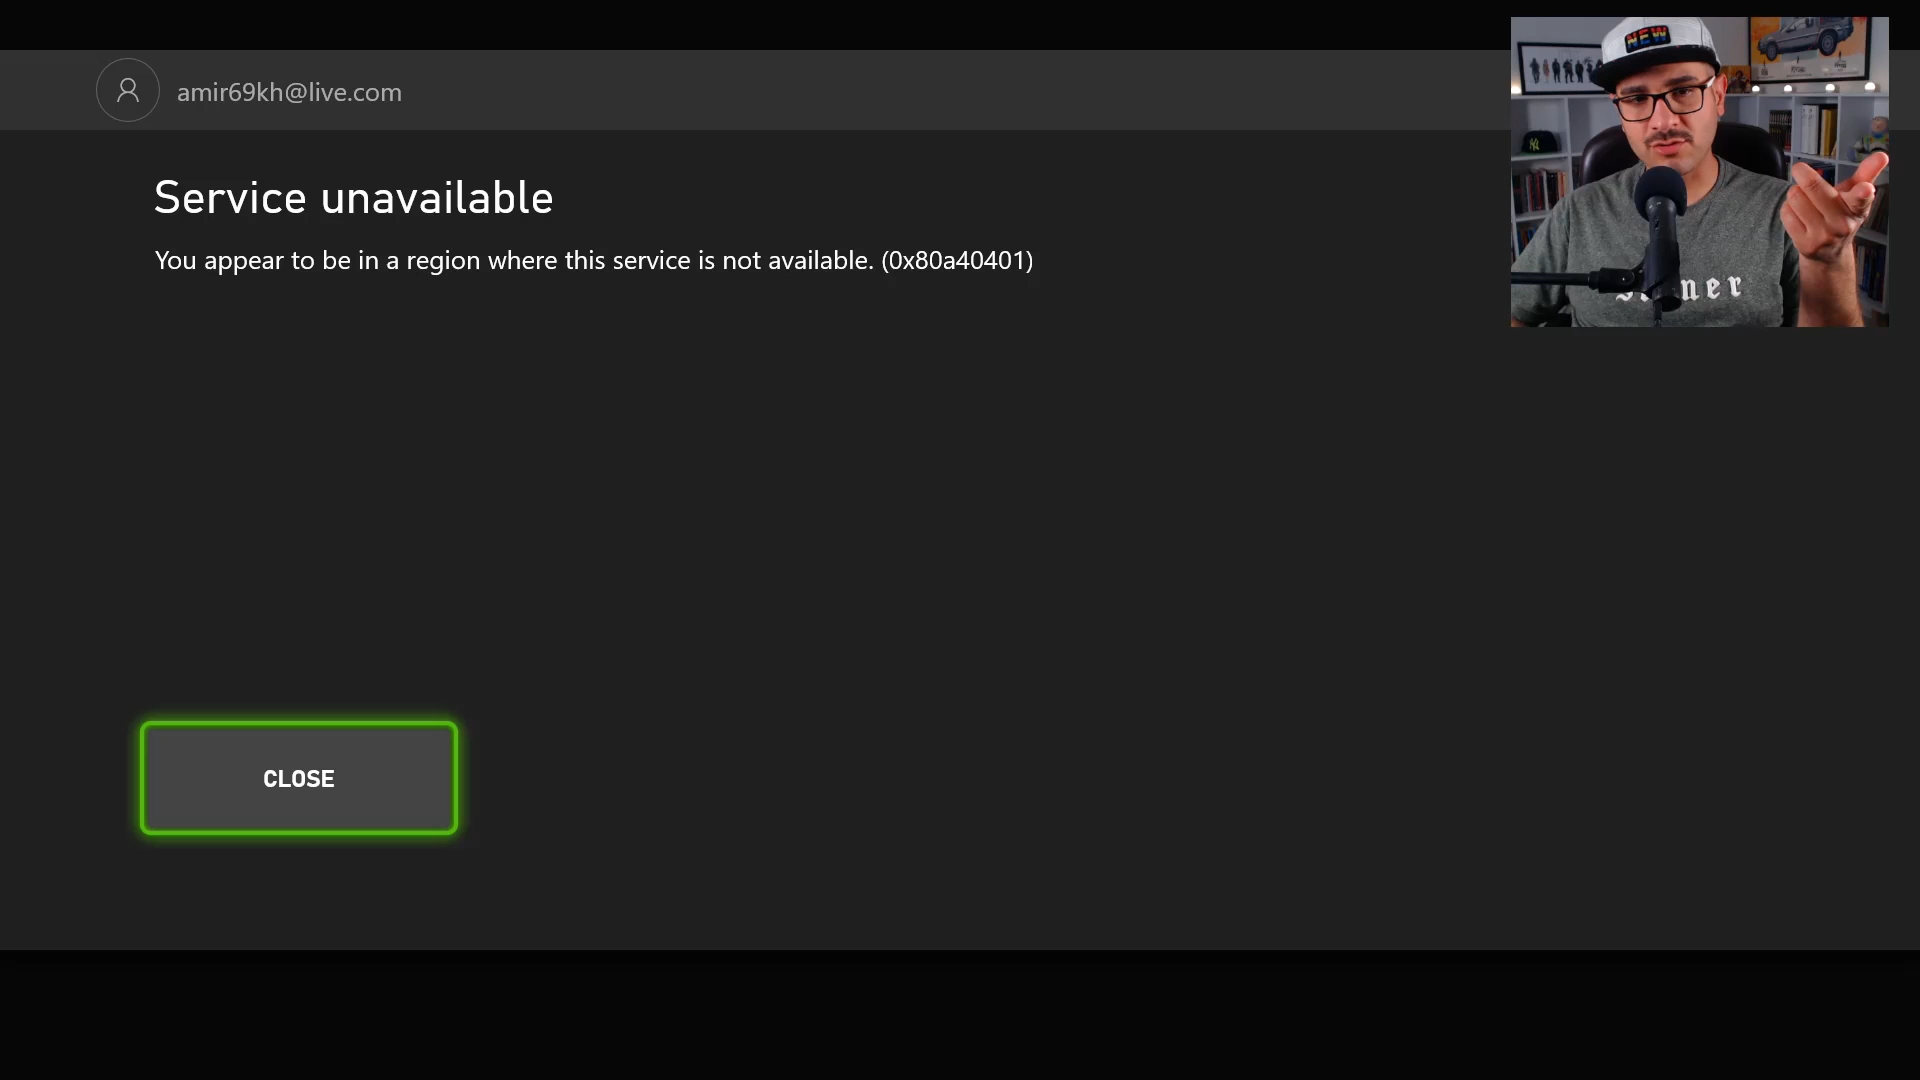 amir69kh@live.com
Service unavailable
You appear to be in a region where this service is not available. (0x80a40401)
CLOSE
NEW